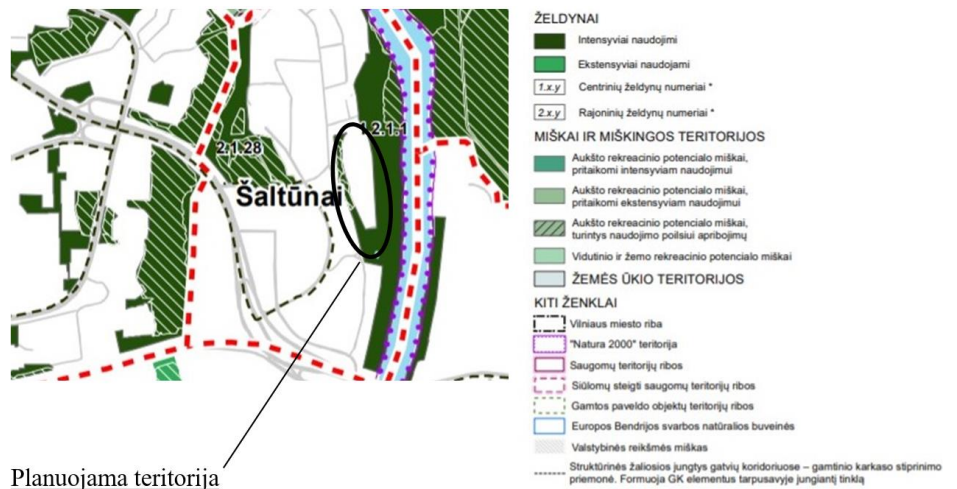 1.2.1.1
2.1.28
Šaltūnai
Planuojama teritorija
ŽELDYNAI
Intensyviai naudojimi
Ekstensyviai naudojami
1.x.y Centrinių želdynų numeriai *
2.x.y Rajoninių želdynų numeriai *
MIŠKAI IR MIŠKINGOS TERITORIJOS
Aukšto rekreacinio potencialo miškai,
pritaikomi intensyviam naudojimui
Aukšto rekreacinio potencialo miškai,
pritaikomi ekstensyviam naudojimui
Aukšto rekreacinio potencialo miškai,
turintys naudojimo poilsiui apribojimų
Vidutinio ir žemo rekreacinio potencialo miškai
ŽEMĖS ŪKIO TERITORIJOS
KITI ŽENKLAI
Vilniaus miesto riba
"Natura 2000" teritorija
Saugomų teritorijų ribos
Siūlomų steigti saugomų teritorijų ribos
Gamtos paveldo objektų teritorijų ribos
Europos Bendrijos svarbos natūralios buveinės
Valstybinės reikšmės miškas
Struktūrinės žaliosios jungtys gatvių koridoriuose – gamtinio karkaso stiprinimo
priemonė. Formuoja GK elementus tarpusavyje jungiantį tinklą